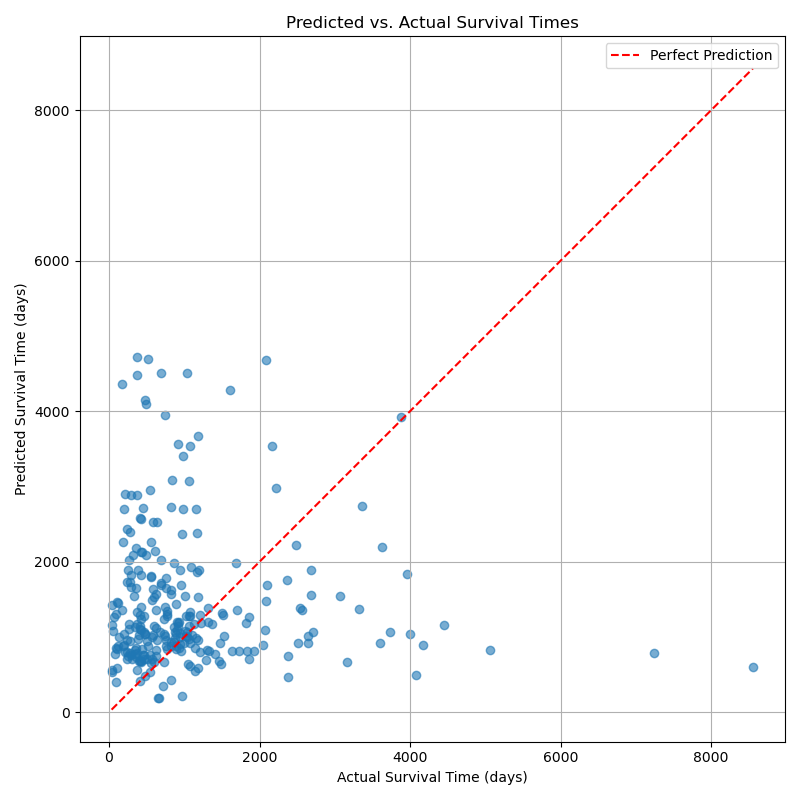 Predicted vs. Actual Survival Times
Perfect Prediction
8000
6000
4000
2000
0
Predicted Survival Time (days)
0 2000 4000 6000 8000
Actual Survival Time (days)